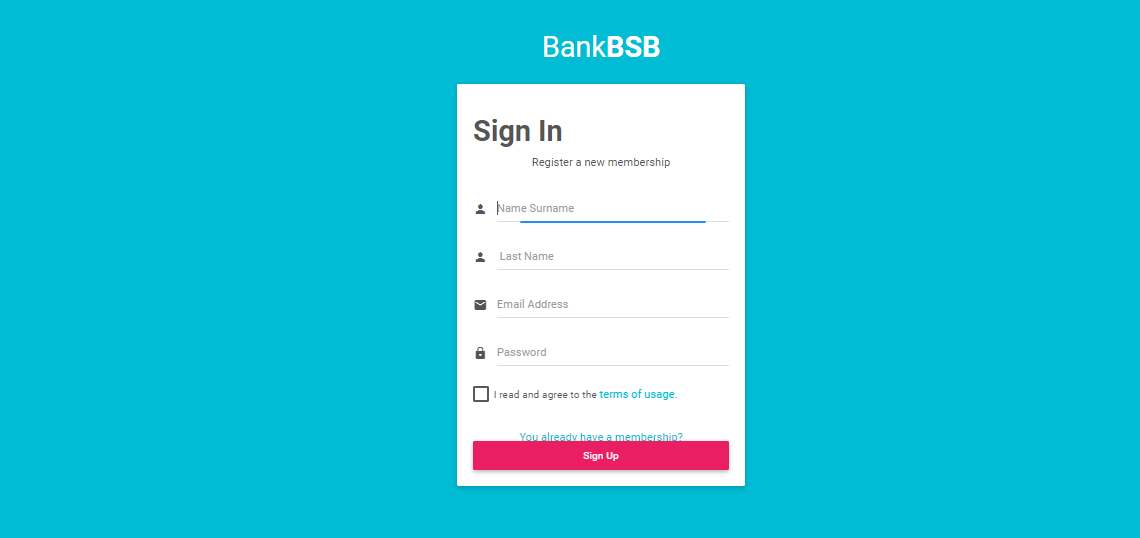 BankBSB
Sign In
Register a new membership
Name Surname
Last Name
Email Address
Password
I read and agree to the terms of usage.
You already have a membership?
Sign Up